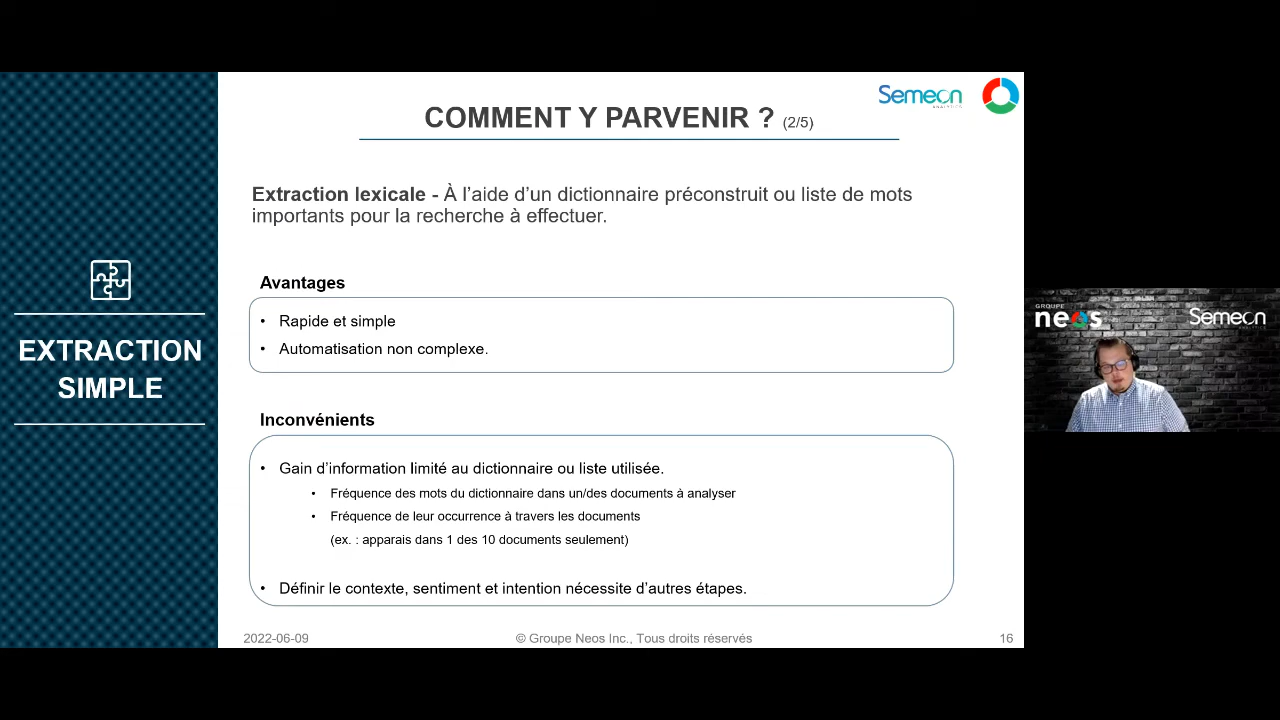 Semeon
ANALYTICS
COMMENT Y PARVENIR ? (2/5)
Extraction lexicale - À l’aide d’un dictionnaire préconstruit ou liste de mots
importants pour la recherche à effectuer.
Avantages
• Rapide et simple
• Automatisation non complexe.
EXTRACTION
SIMPLE
Inconvénients
• Gain d’information limité au dictionnaire ou liste utilisée.
• Fréquence des mots du dictionnaire dans un/des documents à analyser
• Fréquence de leur occurrence à travers les documents
(ex. : apparais dans 1 des 10 documents seulement)
• Définir le contexte, sentiment et intention nécessite d’autres étapes.
2022-06-09
© Groupe Neos Inc., Tous droits réservés
16
GROUPE
neos
Semeon
ANALYTICS